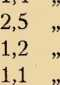 2,5 „
1,2 „
1,1 „